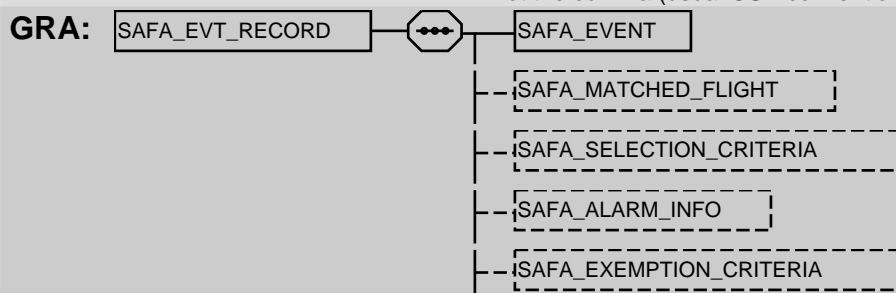 GRA: SAFA_EVT_RECORD SAFA_EVENT
SAFA_MATCHED_FLIGHT
SAFA_SELECTION_CRITERIA
SAFA_ALARM_INFO
SAFA_EXEMPTION_CRITERIA